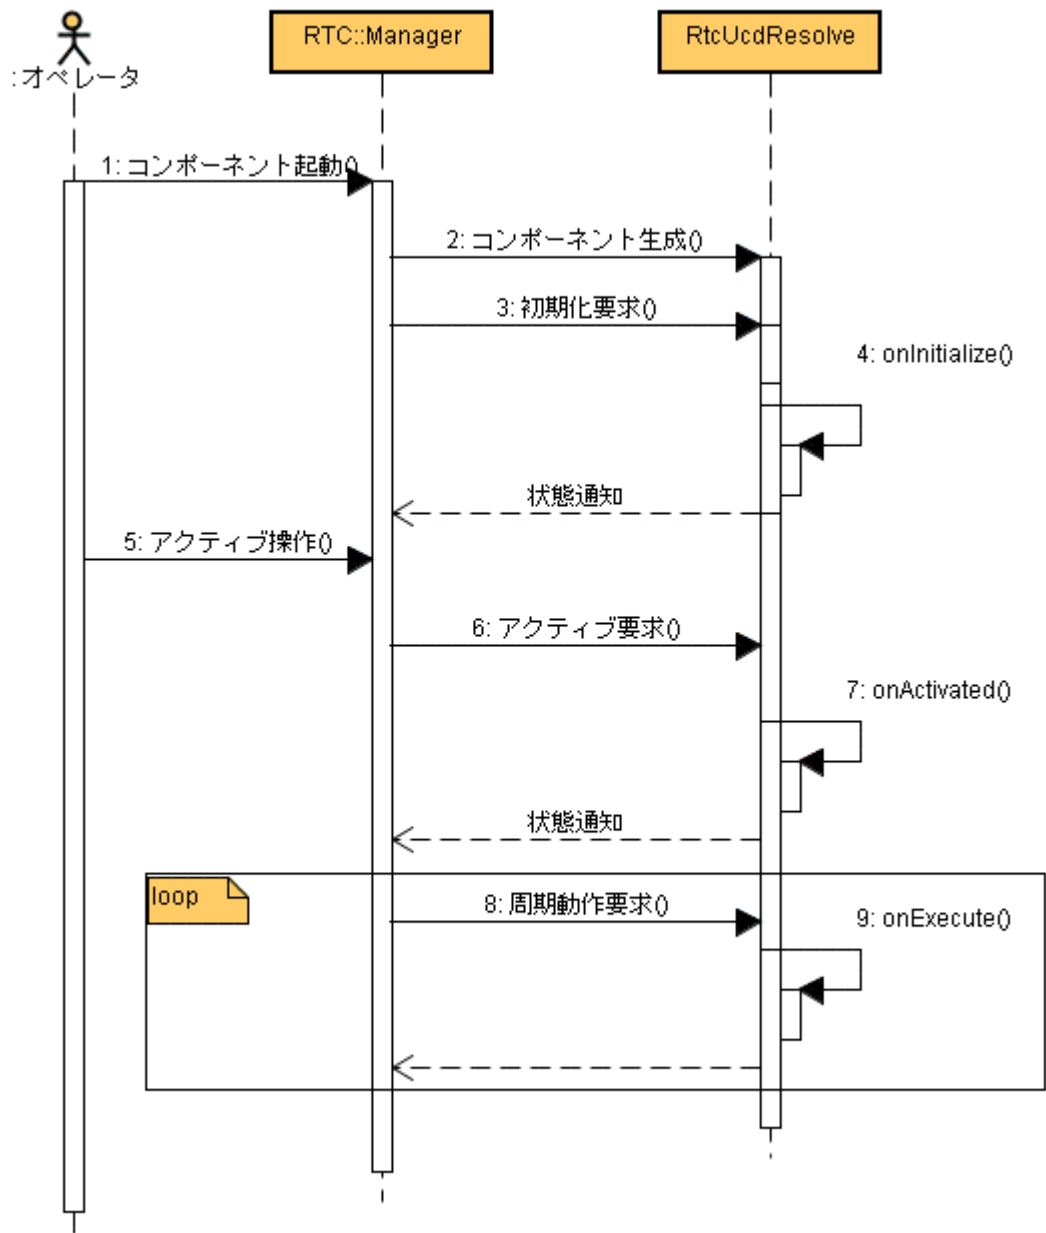 RTC::Manager
RtcUcdResolve
: オペレータ
1: コンポーネント起動()
2: コンポーネント生成()
3: 初期化要求()
4: onInitialize()
状態通知
5: アクティブ操作()
6: アクティブ要求()
7: onActivated()
状態通知
loop
8: 周期動作要求()
9: onExecute()